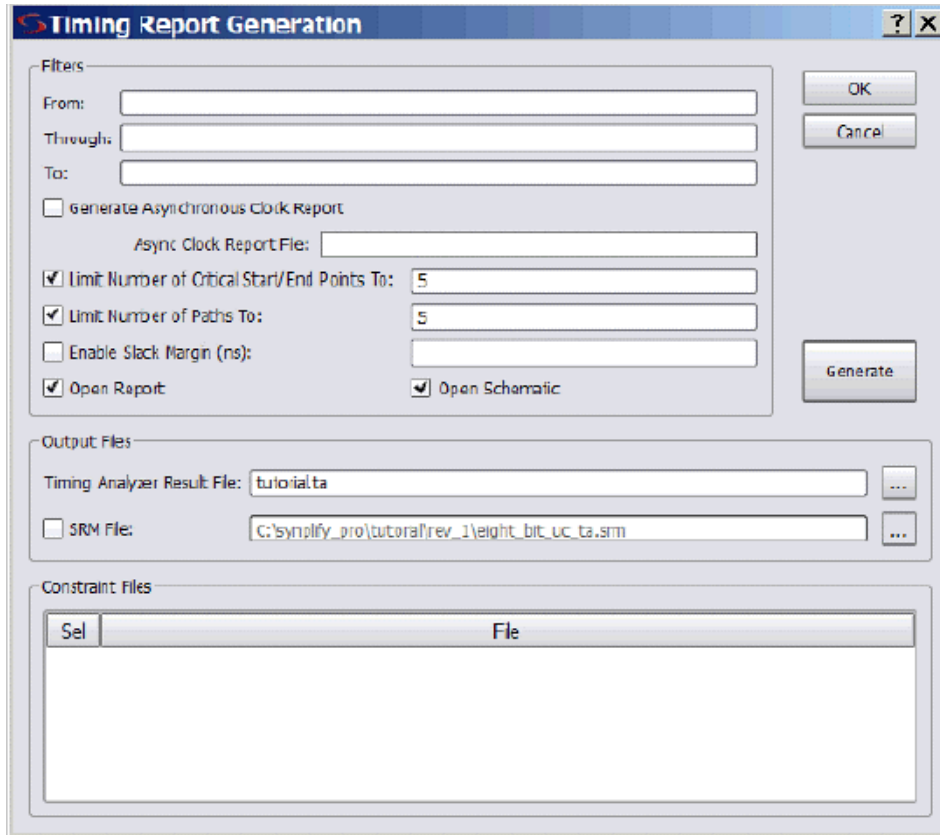 Timing Report Generation
Filters
From:
Through:
To:
OK
Cancel
Generate Asynchronous Clock Report
Async Clock Report File:
Limit Number of Critical Start/End Points To: 5
Limit Number of Paths To: 5
Enable Slack Margin (ns):
Open Report Open Schematic
Generate
Output Files
Timing Analyzer Result File: tutorial.ta ...
SRM File: C:\synplify_pro\tutorial\rev_1\eight_bit_uc_ta.srm ...
Constraint Files
Sel File